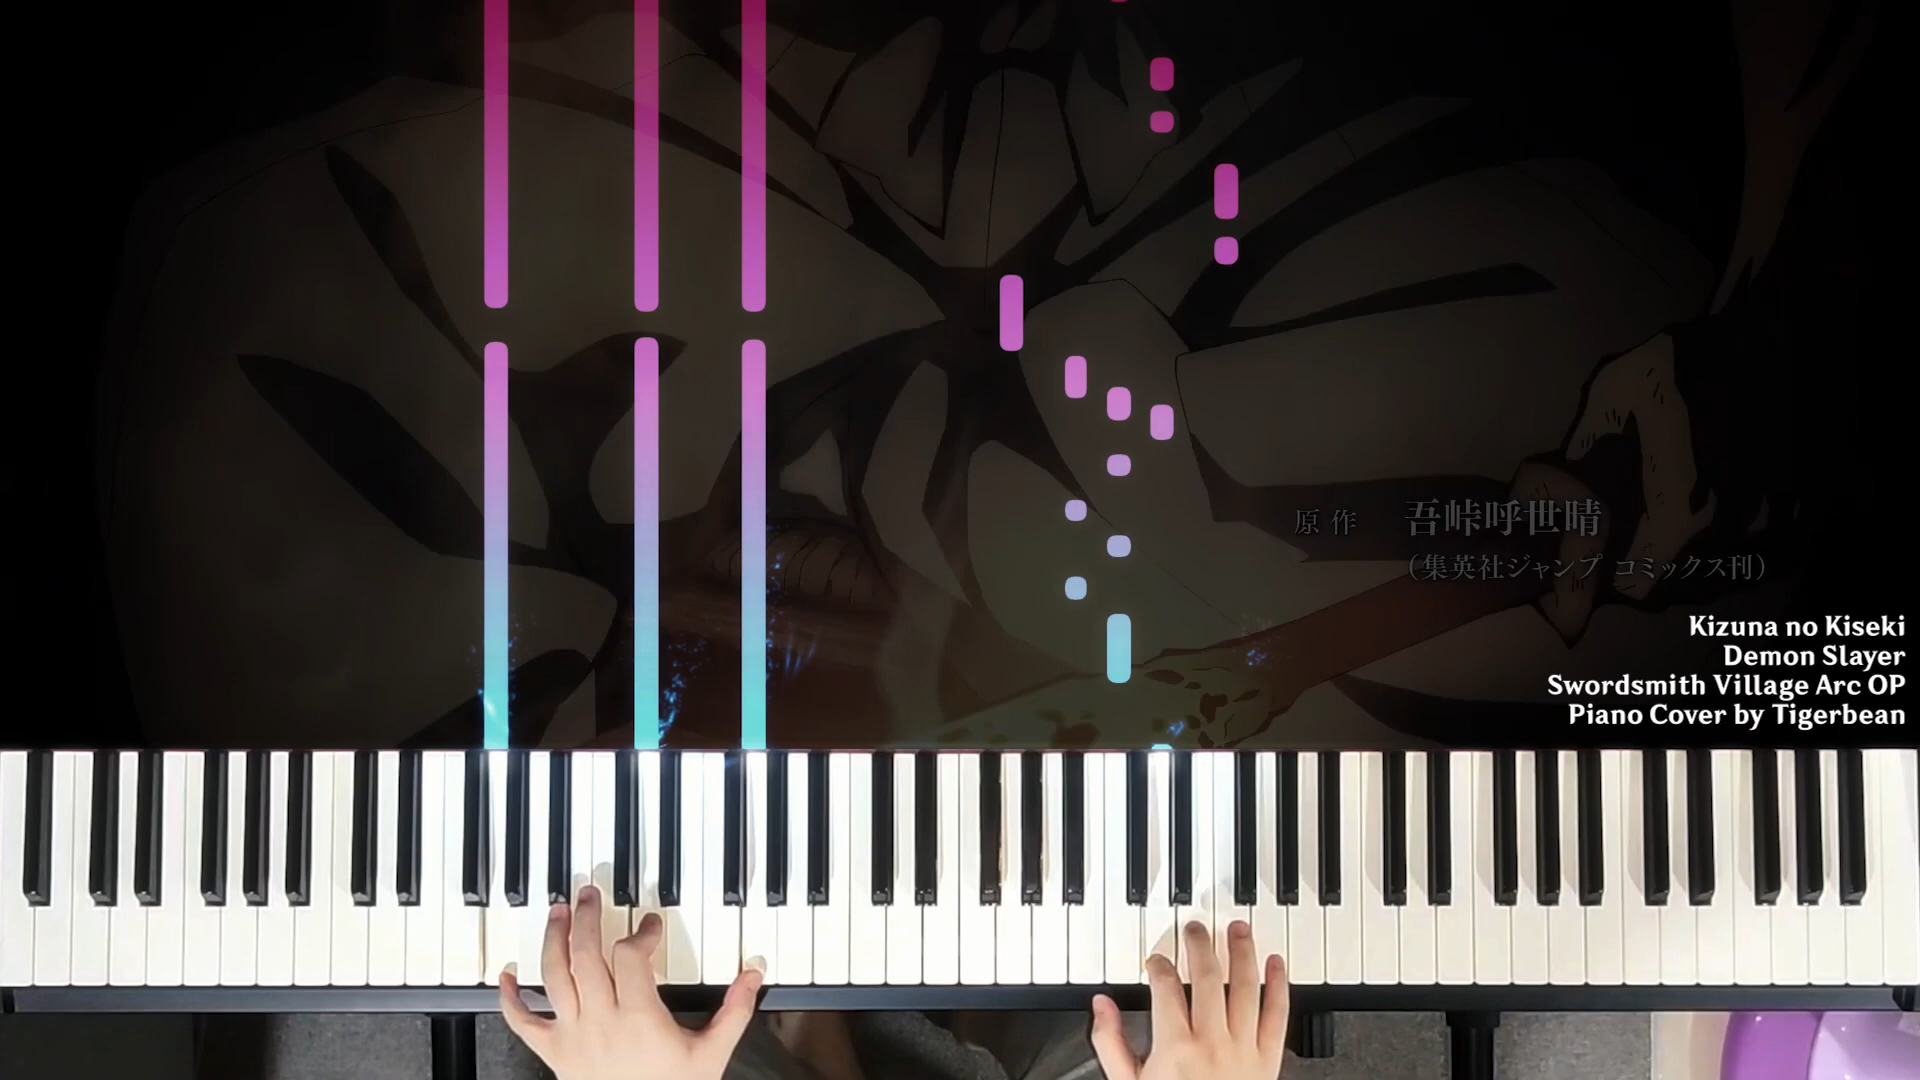 原作 吾峠呼世晴
（集英社ジャンプ コミックス刊）
Kizuna no Kiseki
Demon Slayer
Swordsmith Village Arc OP
Piano Cover by Tigerbean